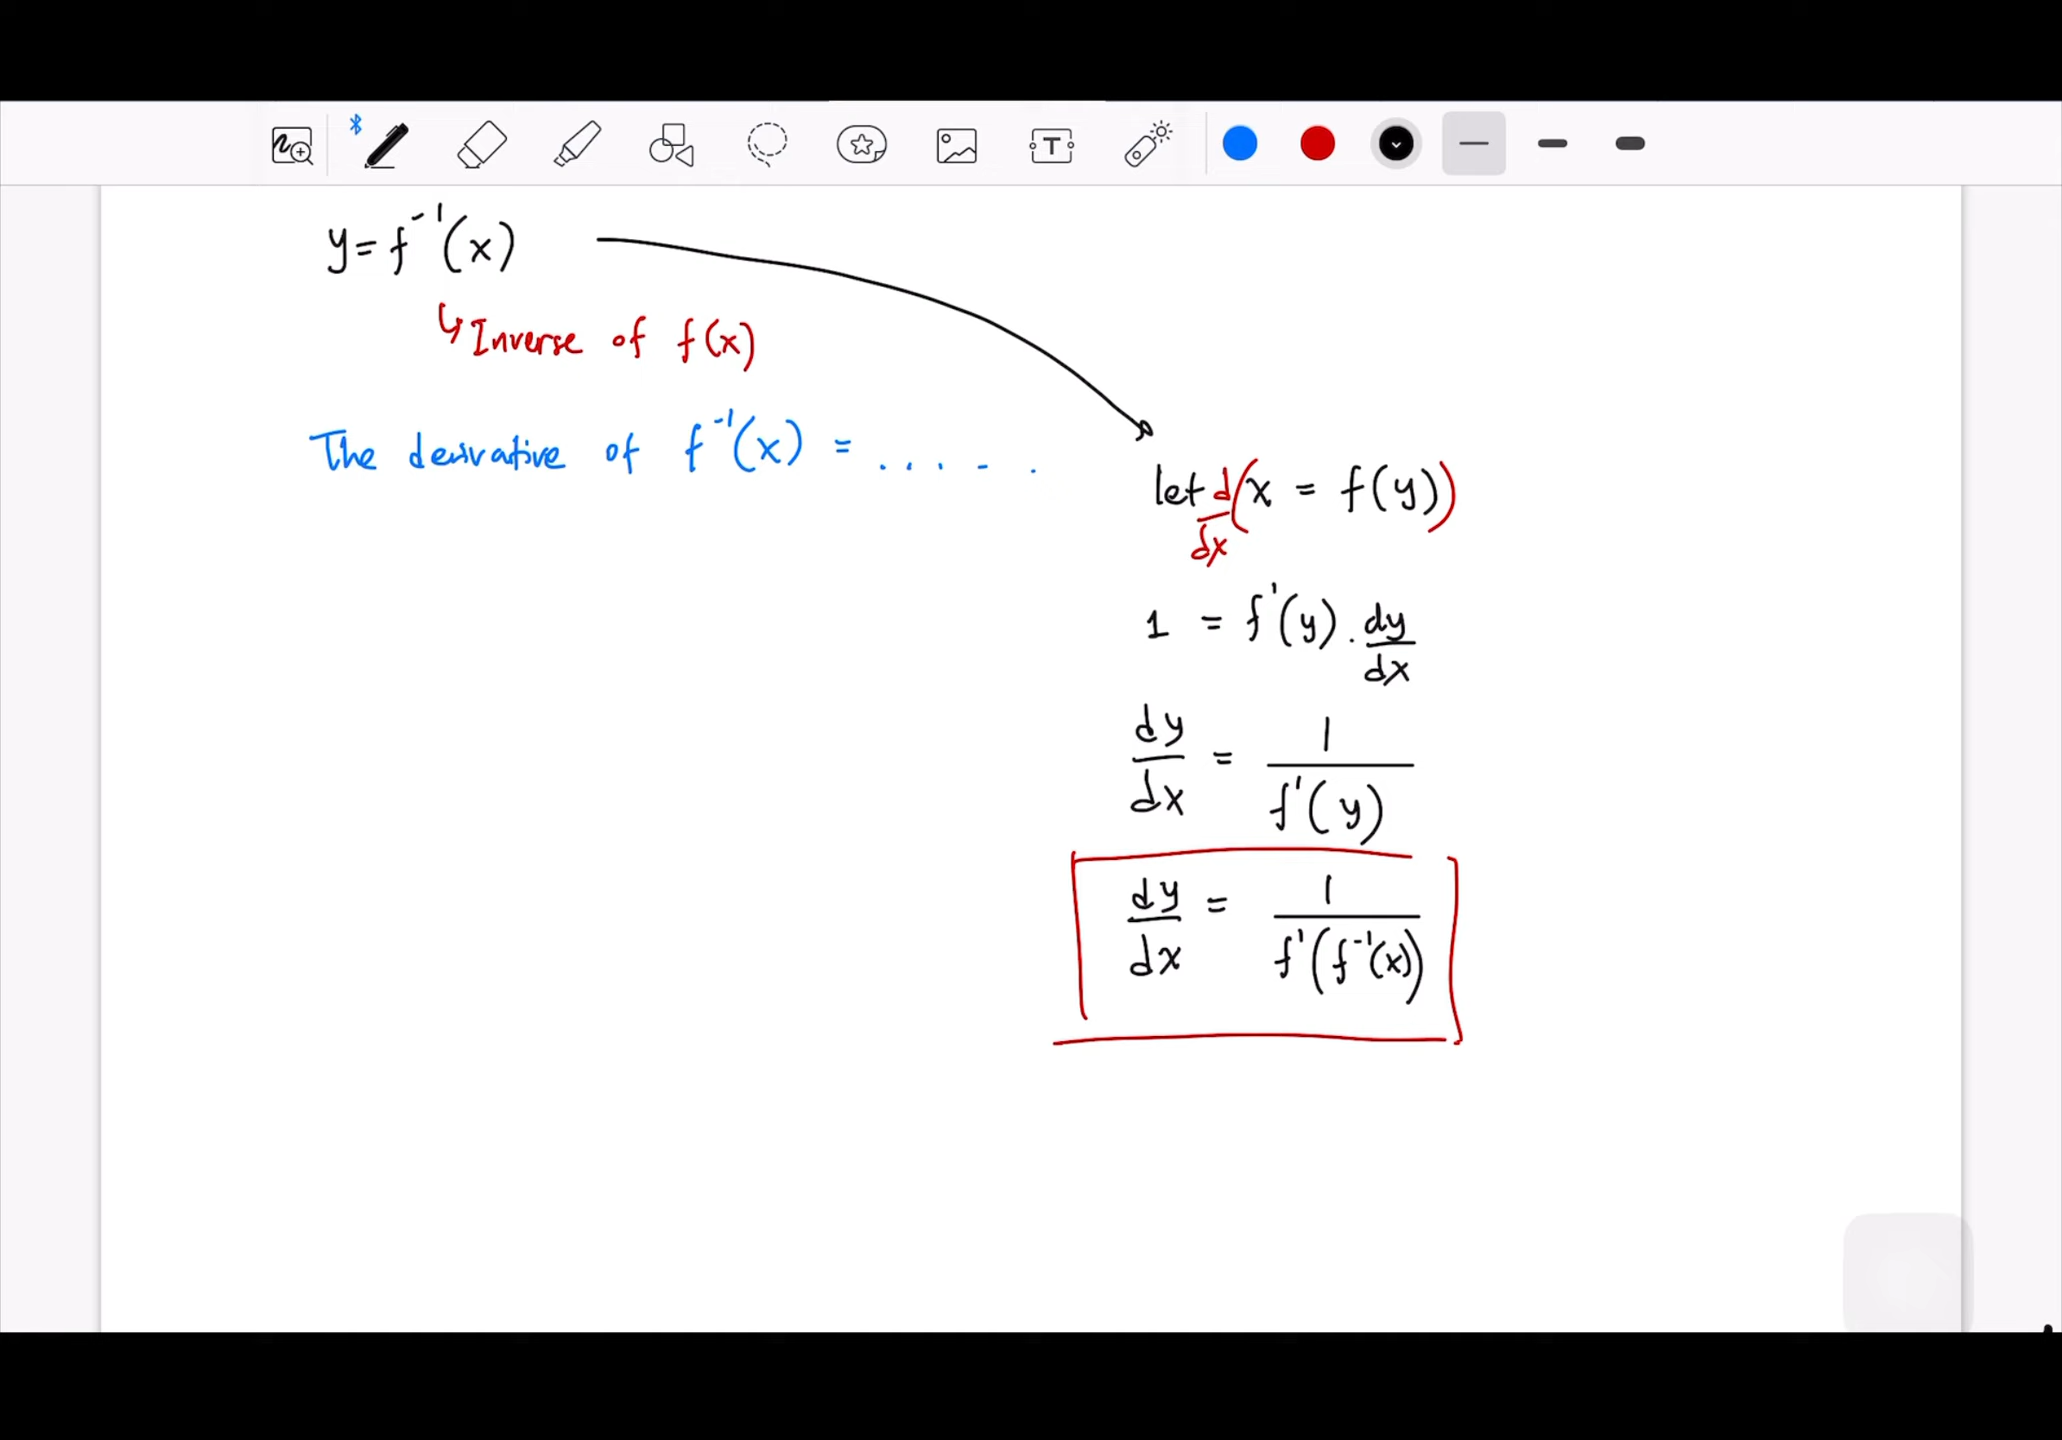 y = f⁻¹(x)
↳ Inverse of f(x)
The derivative of f⁻¹(x) = ..... 
let d/dx (x = f(y))
1 = f'(y) . dy/dx
dy/dx = 1/f'(y)
dy/dx = 1/f'(f⁻¹(x))